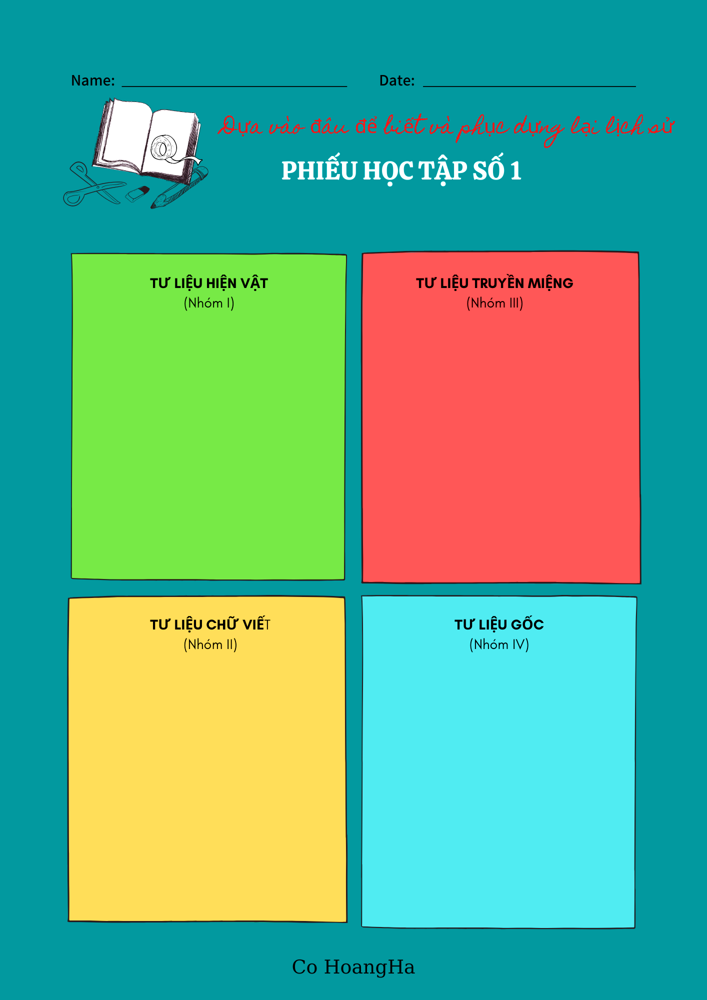 Name: Date:
Dựa vào đâu để biết và phục dựng lại lịch sử
PHIẾU HỌC TẬP SỐ 1
TƯ LIỆU HIỆN VẬT
(Nhóm I)
TƯ LIỆU TRUYỀN MIỆNG
(Nhóm III)
TƯ LIỆU CHỮ VIẾT
(Nhóm II)
TƯ LIỆU GỐC
(Nhóm IV)
Co HoangHa